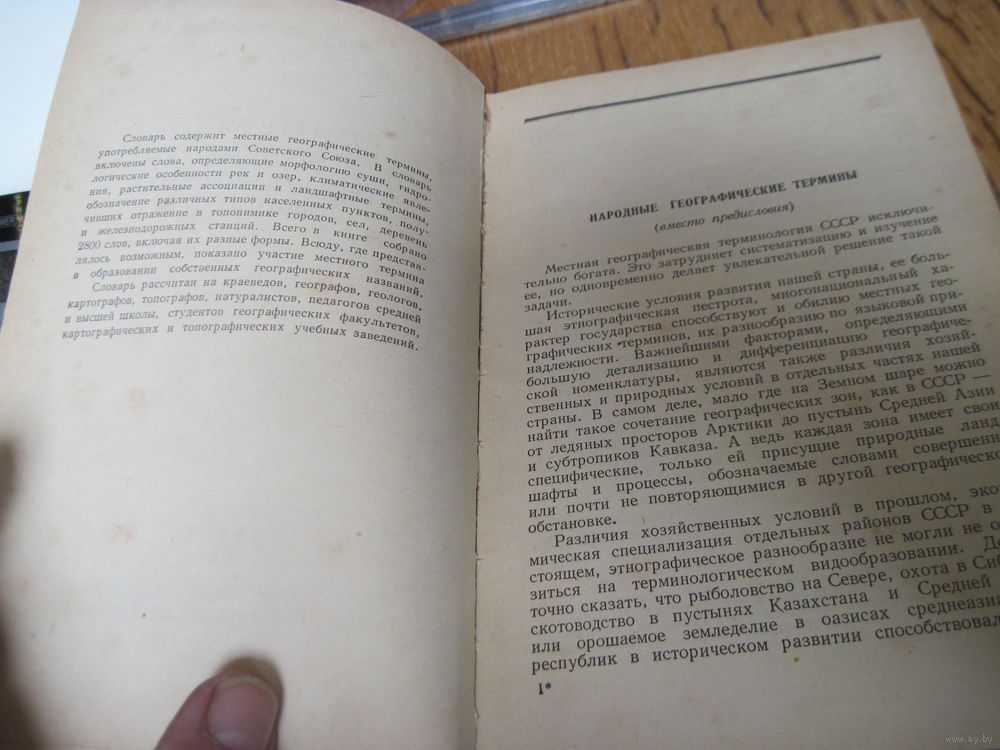 Словарь содержит местные географические термины,
употребляемые народами Советского Союза. В словарь
включены слова, определяющие морфологию суши, гидро-
логические особенности рек и озер, климатические явле-
ния, растительные ассоциации и ландшафтные термины,
обозначение различных типов населенных пунктов, полу-
чивших отражение в топонимике городов, сел, деревень
и железнодорожных станций. Всего в книге собрано
2800 слов, включая их разные формы. Всюду, где представ-
лялось возможным, показано участие местного термина
в образовании собственных географических названий.
Словарь рассчитан на краеведов, географов, геологов,
картографов, топографов, натуралистов, педагогов средней
и высшей школы, студентов географических факультетов,
картографических и топографических учебных заведений.
НАРОДНЫЕ ГЕОГРАФИЧЕСКИЕ ТЕРМИНЫ
(вместо предисловия)
Местная географическая терминология СССР исключи-
тельно богата. Это затрудняет систематизацию и изучение
ее, но одновременно делает увлекательной решение такой
задачи.
Исторические условия развития нашей страны, ее боль-
шая этнографическая пестрота, многонациональный ха-
рактер государства способствуют и обилию местных гео-
графических терминов, их разнообразию по языковой при-
надлежности. Важнейшими факторами, определяющими
большую детализацию и дифференциацию географиче-
ской номенклатуры, являются также различия хозяй-
ственных и природных условий в отдельных частях нашей
страны. В самом деле, мало где на Земном шаре можно
найти такое сочетание географических зон, как в СССР —
от ледяных просторов Арктики до пустынь Средней Азии
и субтропиков Кавказа. А ведь каждая зона имеет свои
специфические, только ей присущие природные ланд
шафты и процессы, обозначаемые словами совершенн
или почти не повторяющимися в другой географическо
обстановке.
Различия хозяйственных условий в прошлом, эко
мическая специализация отдельных районов СССР в
стоящем, этнографическое разнообразие не могли не о
зиться на терминологическом видообразовании. До
точно сказать, что рыболовство на Севере, охота в Сиб
скотоводство в пустынях Казахстана и Средней
или орошаемое земледелие в оазисах среднеазиа
республик в историческом развитии способствовал
1*
www.ay.by